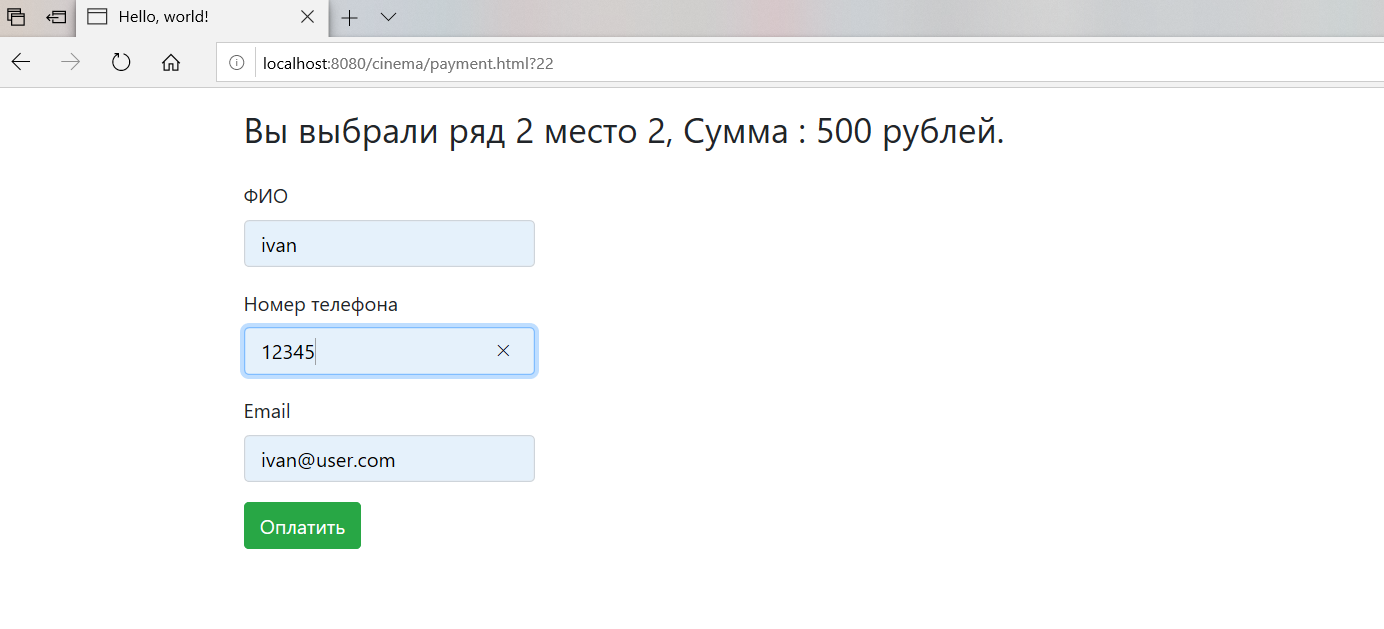 Hello, world!
localhost:8080/cinema/payment.html?22
Вы выбрали ряд 2 место 2, Сумма : 500 рублей.
ФИО
ivan
Номер телефона
12345
Email
ivan@user.com
Оплатить